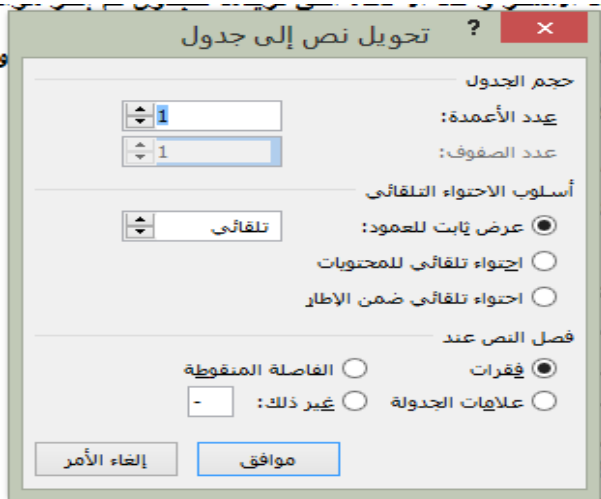 تحويل نص إلى جدول ?
حجم الجدول
عدد الأعمدة: 1
عدد الصفوف: 1
أسلوب الاحتواء التلقائي
عرض ثابت للعمود: تلقائي
احتواء تلقائي للمحتويات
احتواء تلقائي ضمن الإطار
فصل النص عند
فقرات الفاصلة المنقوطة
علامات الجدولة غير ذلك: -
موافق إلغاء الأمر